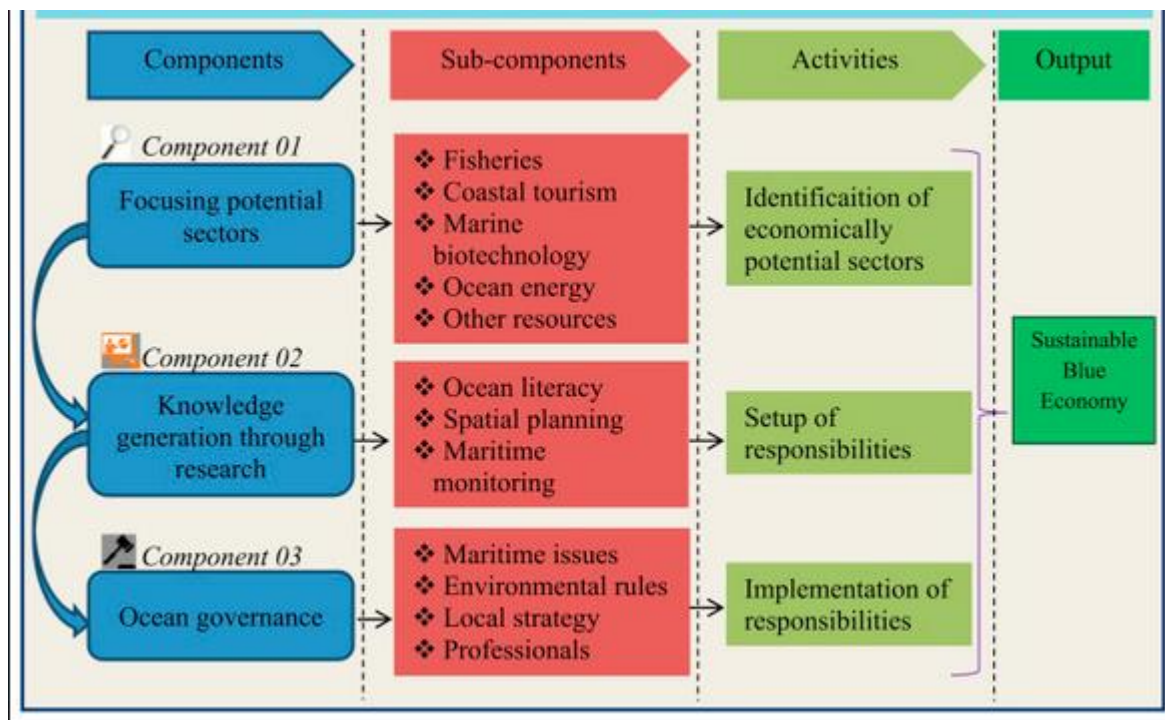 Components
Sub-components
Activities
Output
Component 01
Focusing potential
sectors
❖ Fisheries
❖ Coastal tourism
❖ Marine
biotechnology
❖ Ocean energy
❖ Other resources
Identificaition of
economically
potential sectors
Component 02
Knowledge
generation through
research
❖ Ocean literacy
❖ Spatial planning
❖ Maritime
monitoring
Setup of
responsibilities
Component 03
Ocean governance
❖ Maritime issues
❖ Environmental rules
❖ Local strategy
❖ Professionals
Implementation of
responsibilities
Sustainable
Blue
Economy